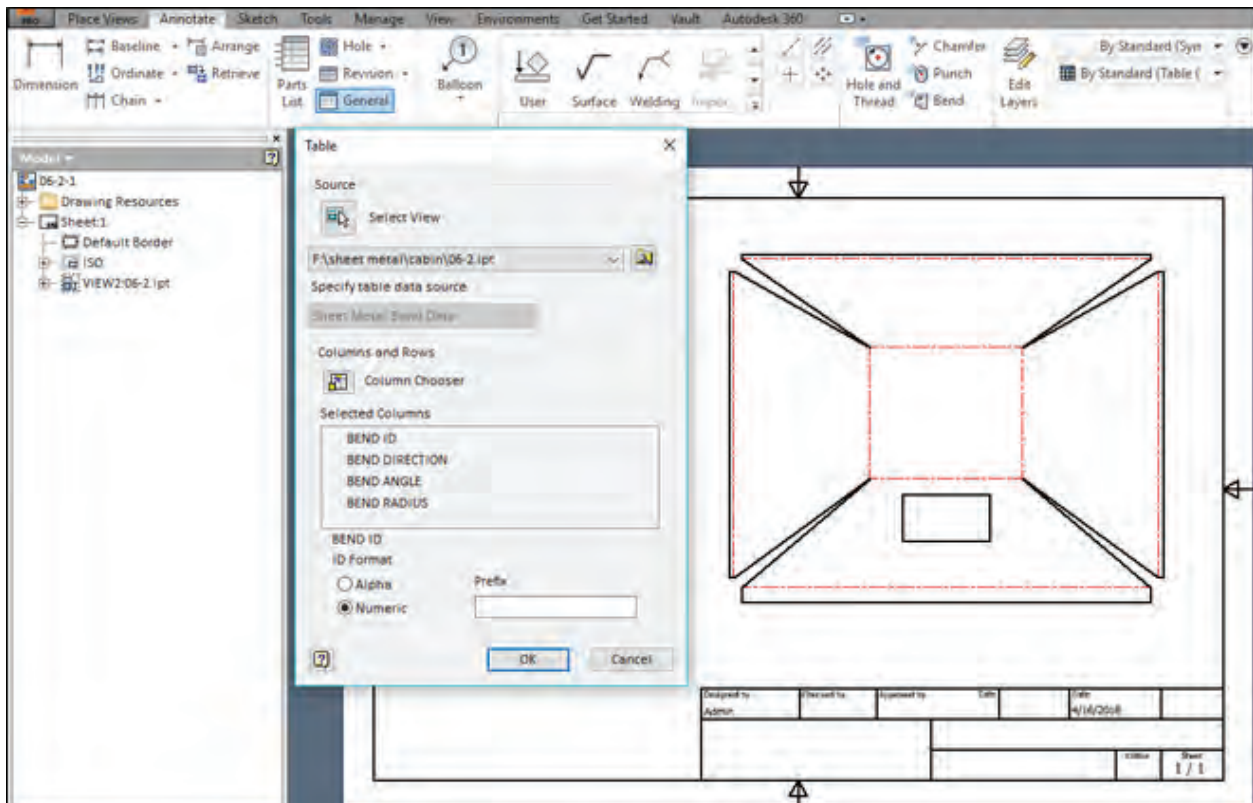 PRO Place Views Annotate Sketch Tools Manage View Environments Get Started Vault Autodesk 360
Baseline Arrange Hole Chamfer By Standard (Syn
Ordinate Retrieve Revision Punch By Standard (Table (
Dimension Chain Parts List General Balloon User Surface Welding Hole and Thread Bend Edit Layers
Model
06-2-1
Drawing Resources
Sheet:1
Default Border
ISO
VIEW2:06-2.ipt
Table
Source
Select View
F:\sheet metal\cabin\06-2.ipt
Specify table data source
Sheet Metal Bend Data
Columns and Rows
Column Chooser
Selected Columns
BEND ID
BEND DIRECTION
BEND ANGLE
BEND RADIUS
BEND ID
ID Format
Alpha
Prefix
Numeric
OK Cancel
Designed by Checked by Approved by Date Date
Admin 4/16/2018
Edition Sheet
1 / 1